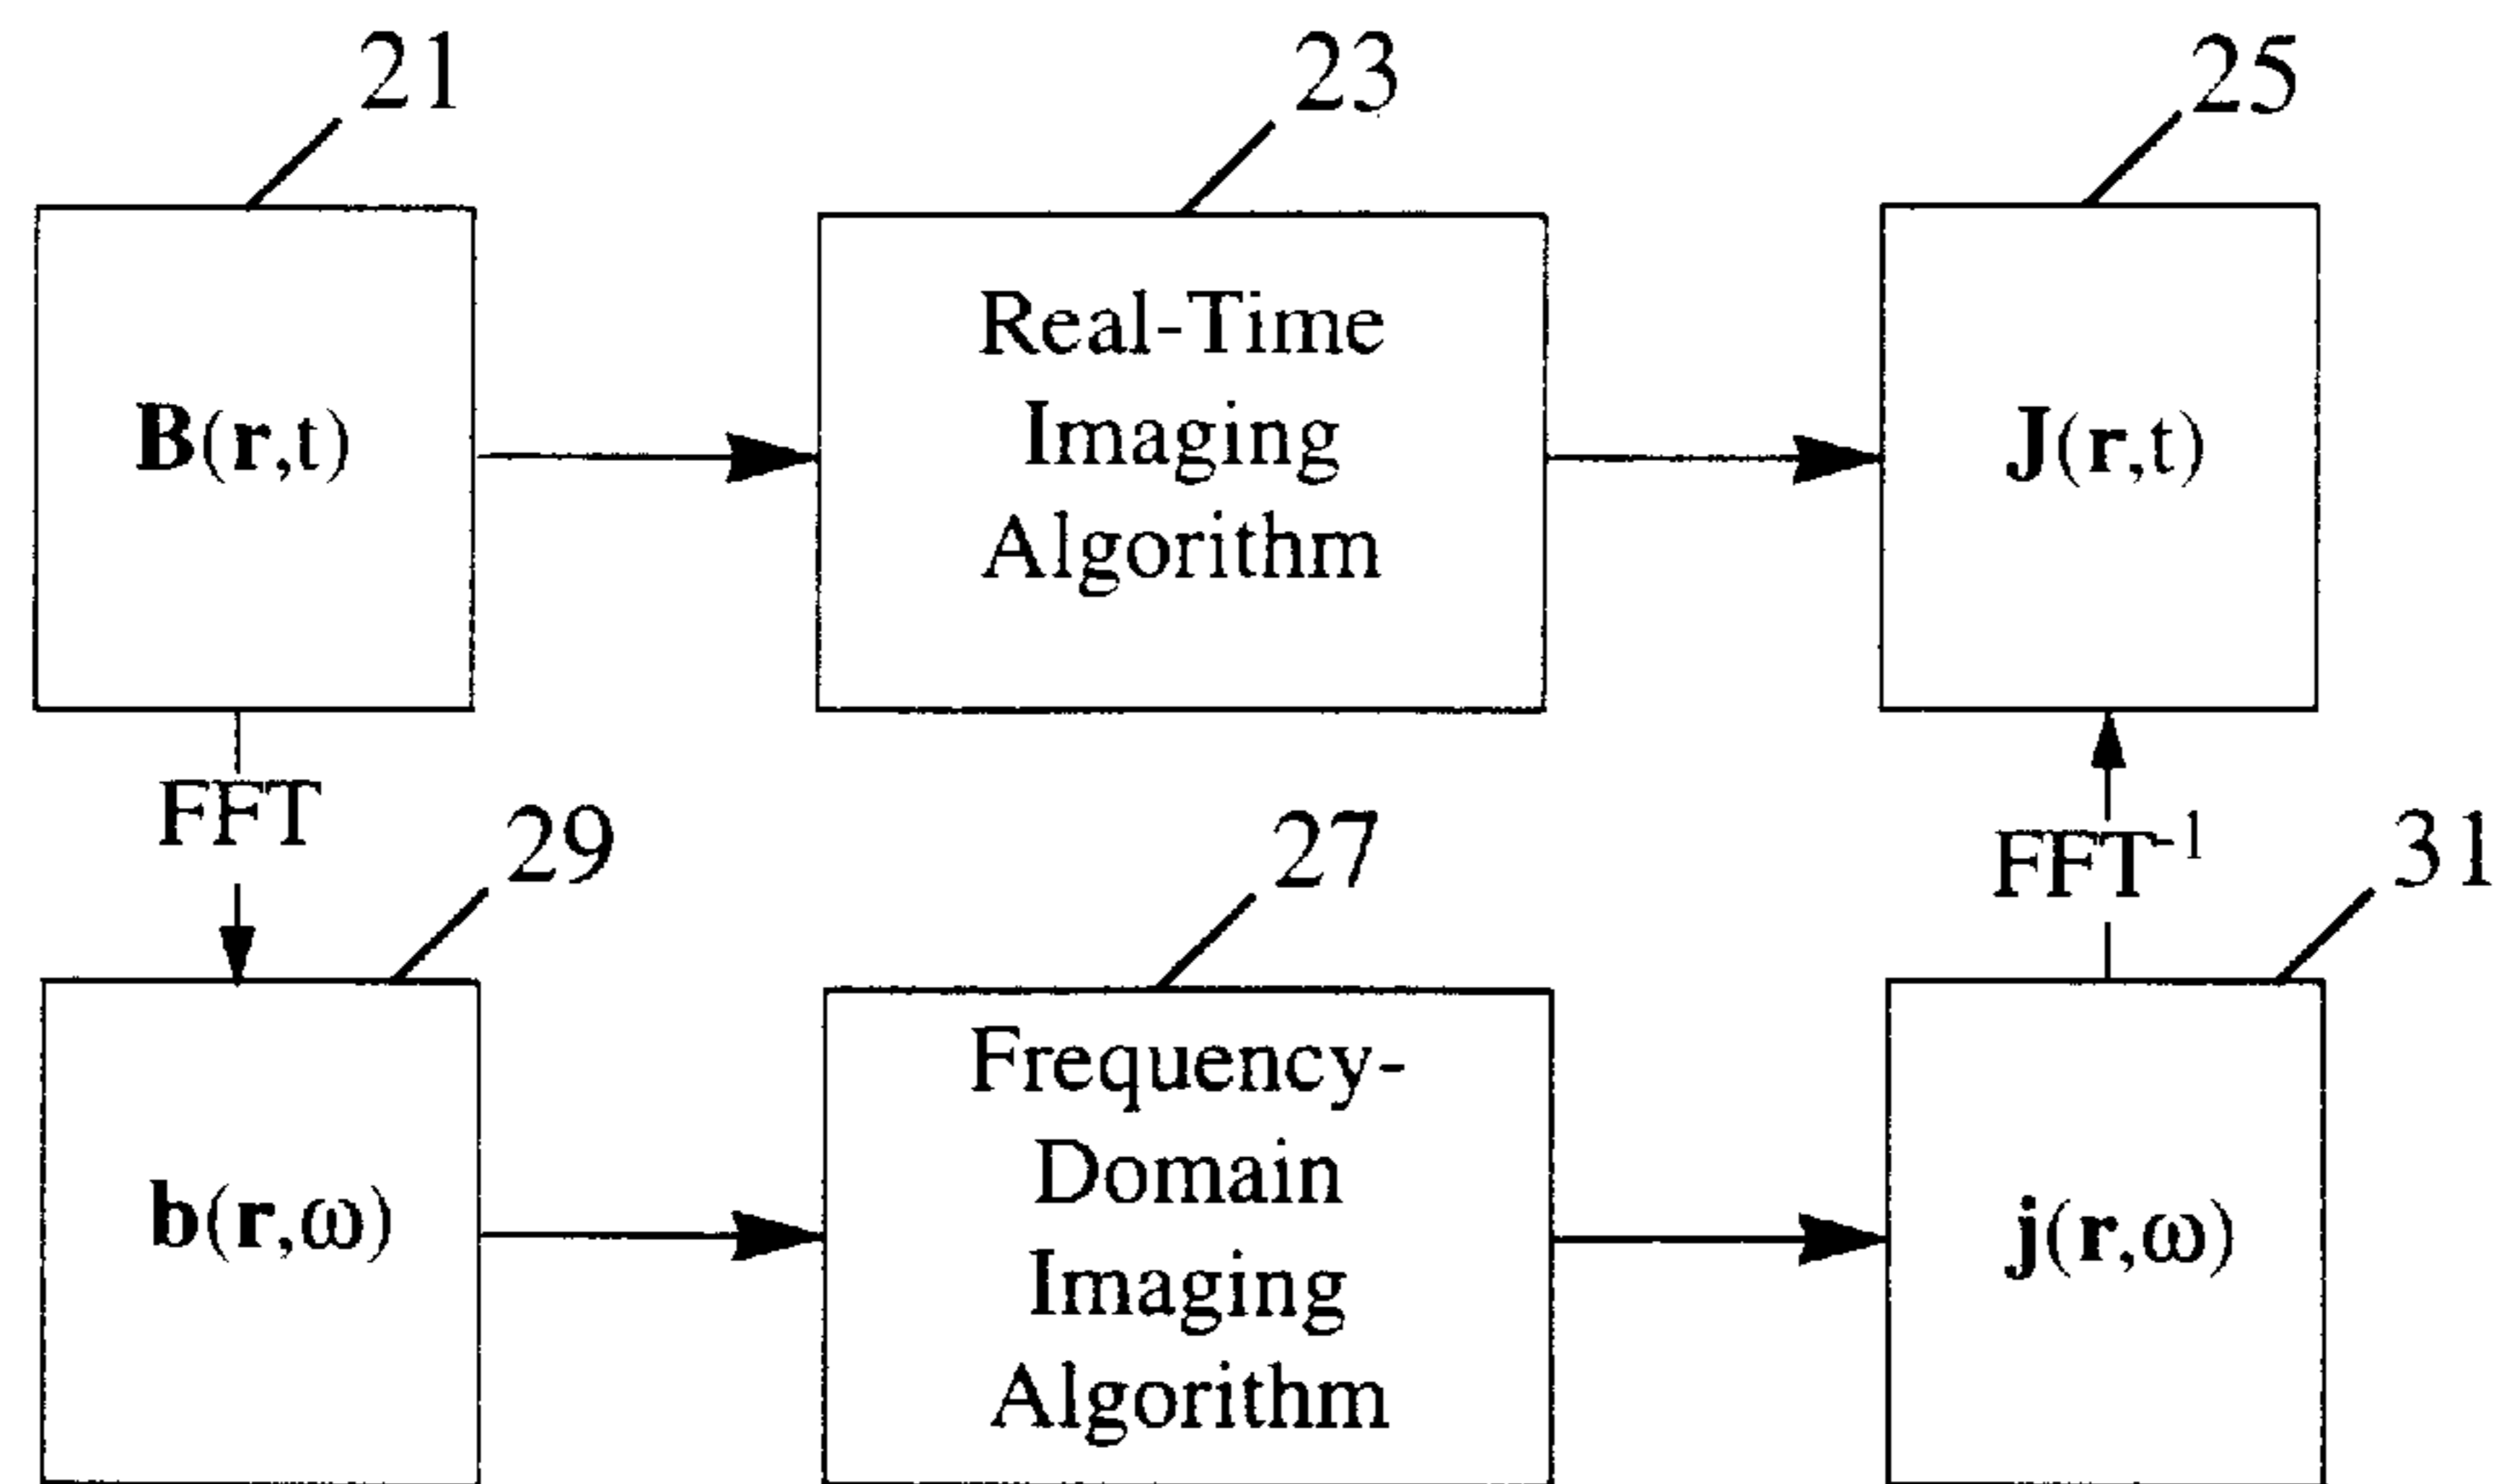 21
23
25
B(r,t)
Real-Time
Imaging
Algorithm
J(r,t)
FFT
29
27
FFT⁻¹
31
b(r,ω)
Frequency-
Domain
Imaging
Algorithm
j(r,ω)